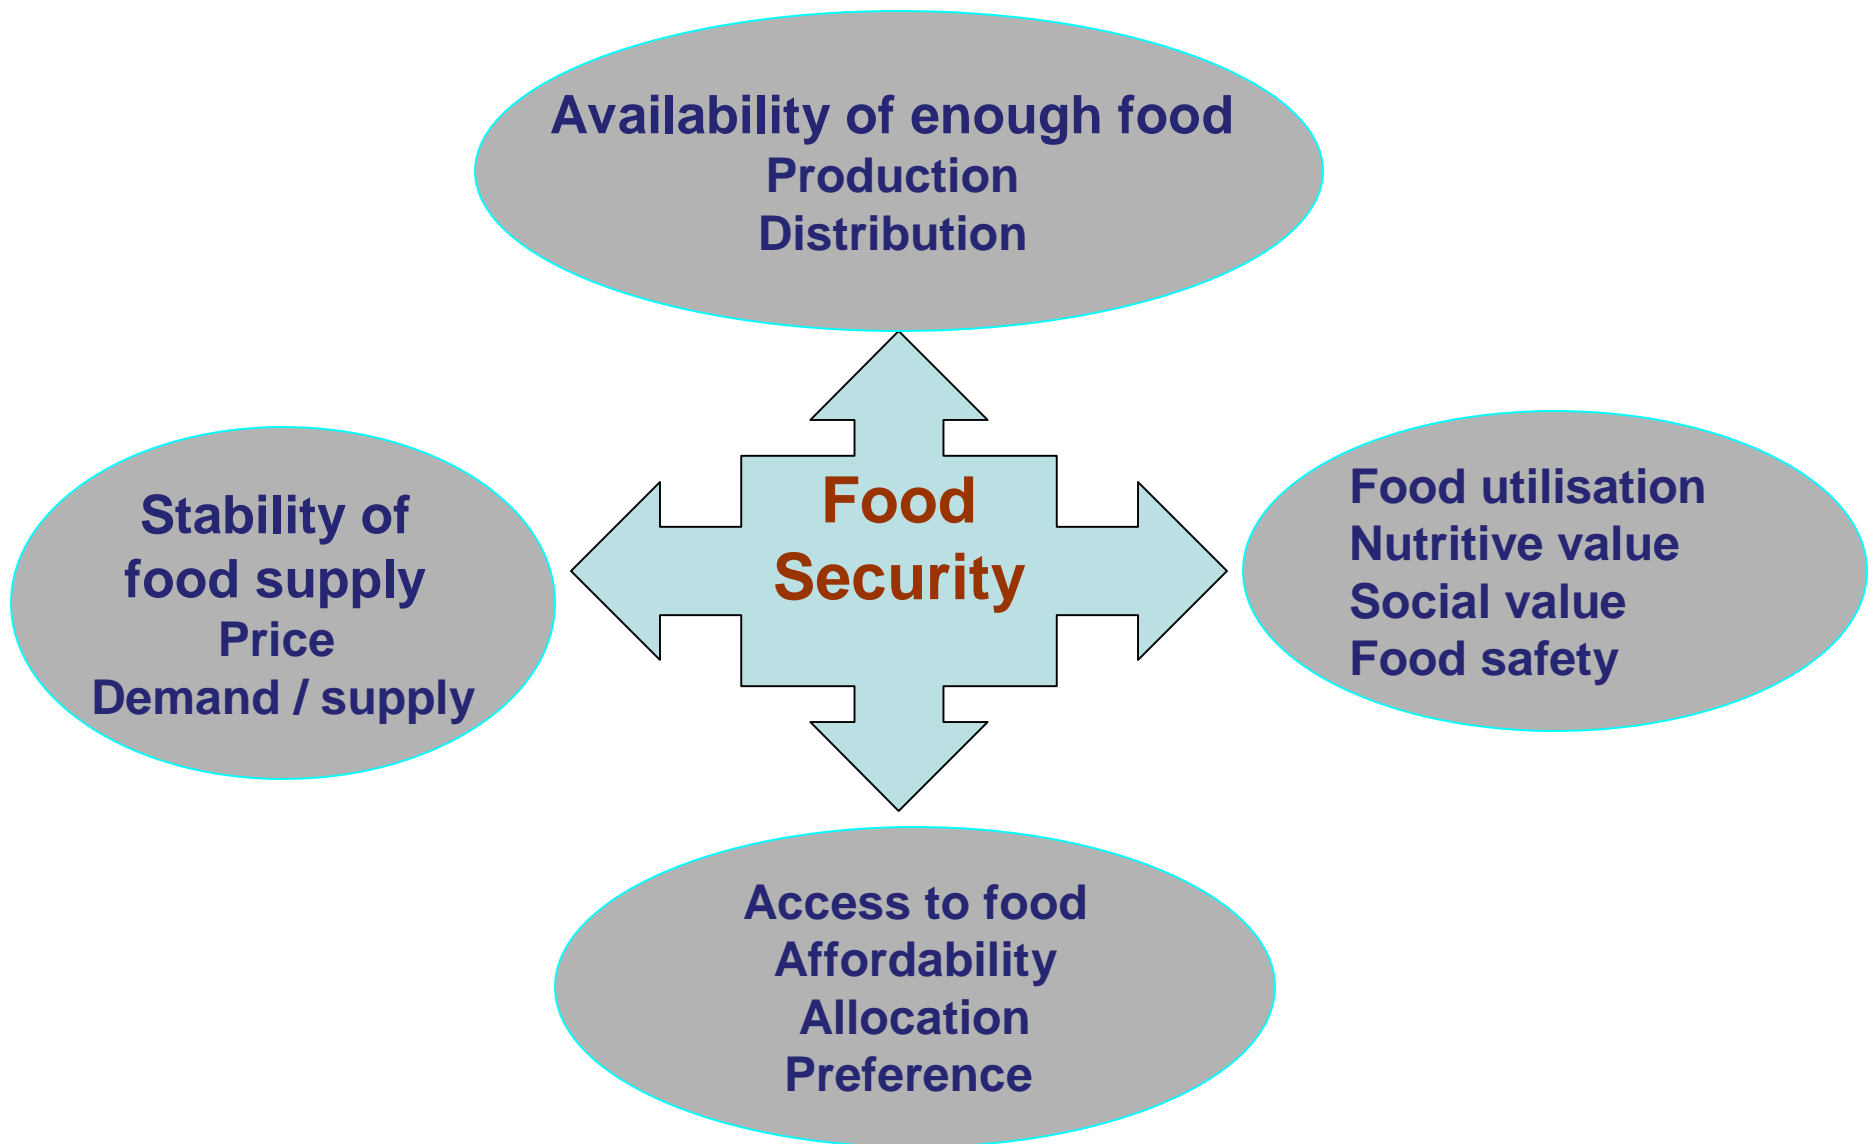 Availability of enough food
Production
Distribution
Stability of
food supply
Price
Demand / supply
Food
Security
Food utilisation
Nutritive value
Social value
Food safety
Access to food
Affordability
Allocation
Preference